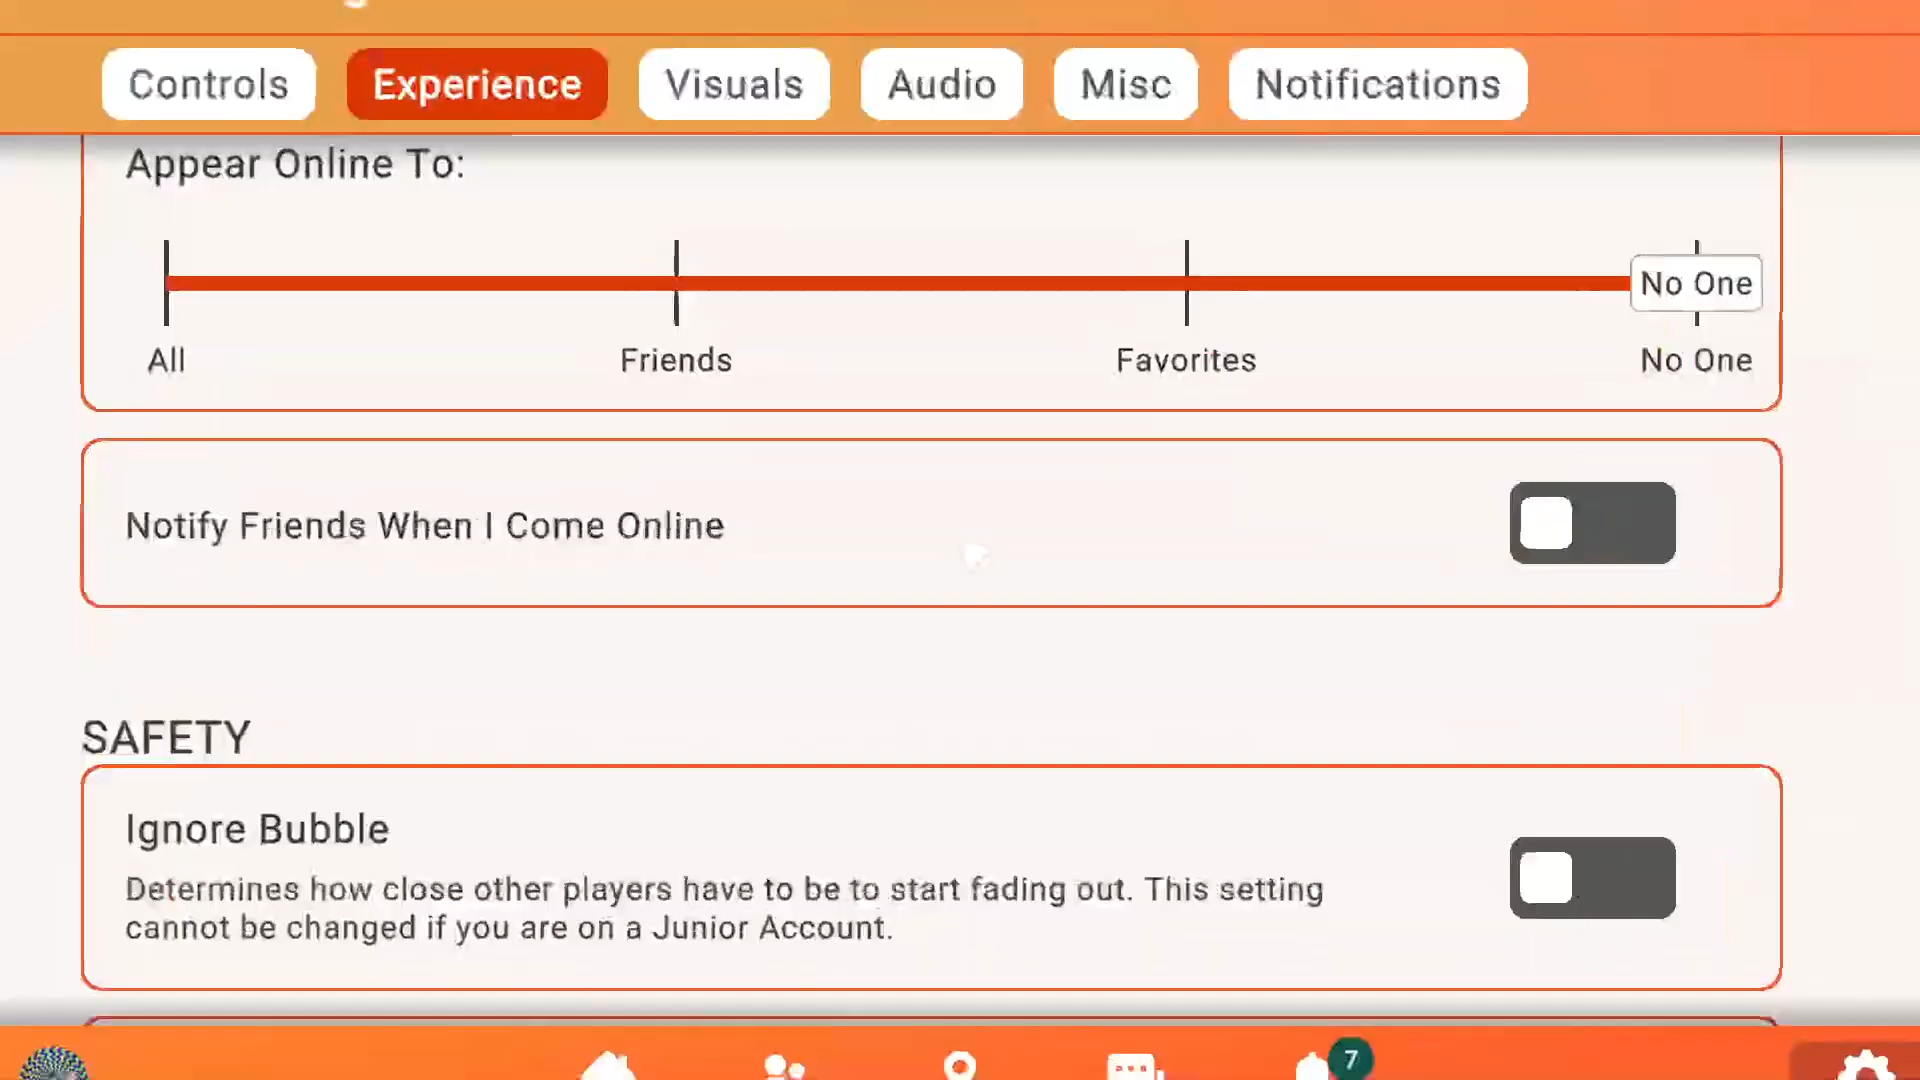 Controls
Experience
Visuals
Audio
Misc
Notifications
Appear Online To:
No One
All
Friends
Favorites
No One
Notify Friends When I Come Online
SAFETY
Ignore Bubble
Determines how close other players have to be to start fading out. This setting
cannot be changed if you are on a Junior Account.
7